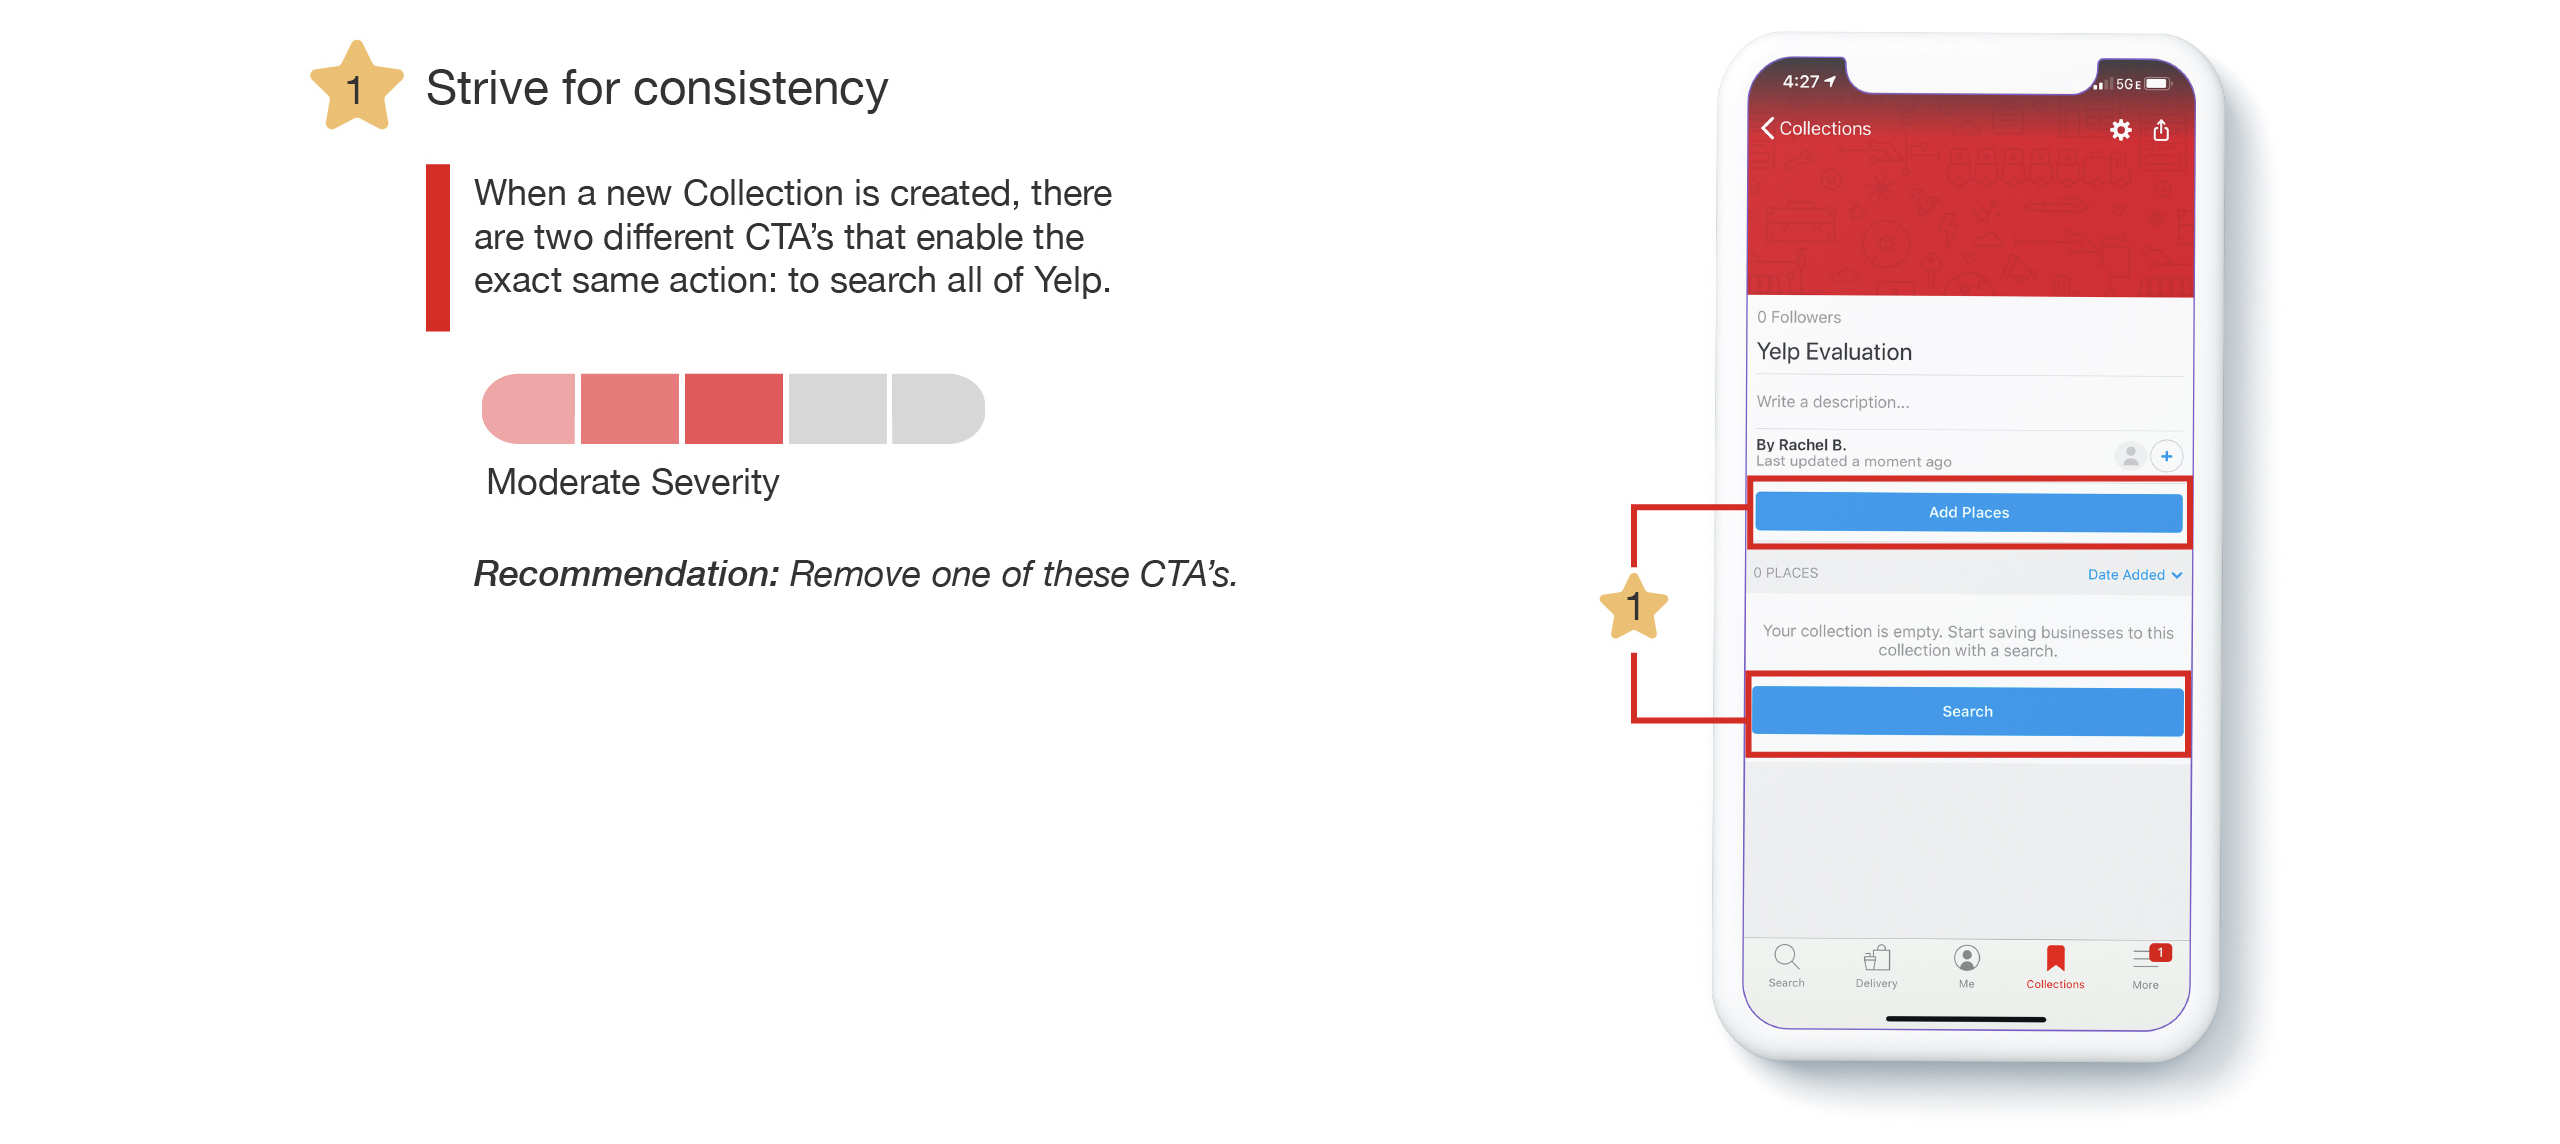 1
Strive for consistency
When a new Collection is created, there
are two different CTA's that enable the
exact same action: to search all of Yelp.
Moderate Severity
Recommendation: Remove one of these CTA's.
1
4:27
5GE
Collections
0 Followers
Yelp Evaluation
Write a description...
By Rachel B.
Last updated a moment ago
Add Places
0 PLACES
Date Added
Your collection is empty. Start saving businesses to this
collection with a search.
Search
1
Search
Delivery
Me
Collections
More